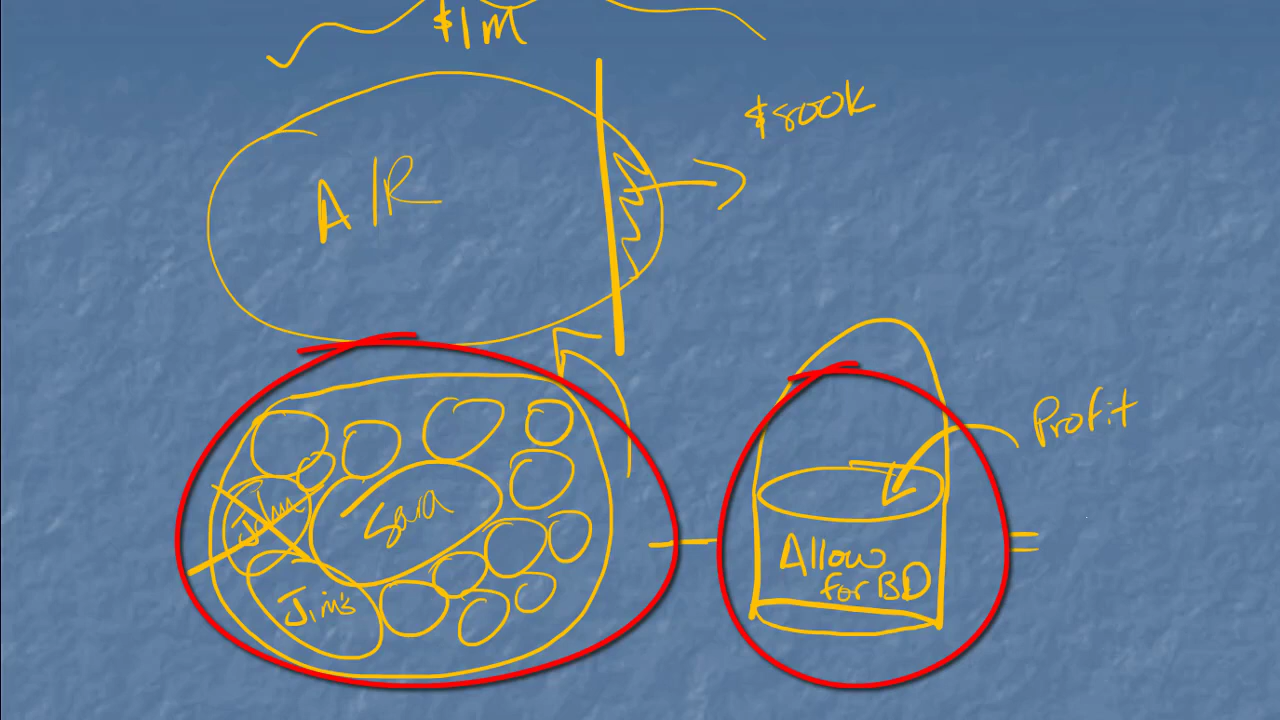 $1M
$800K
A/R
Profit
John
Sara
Jim's
Allow
for BD